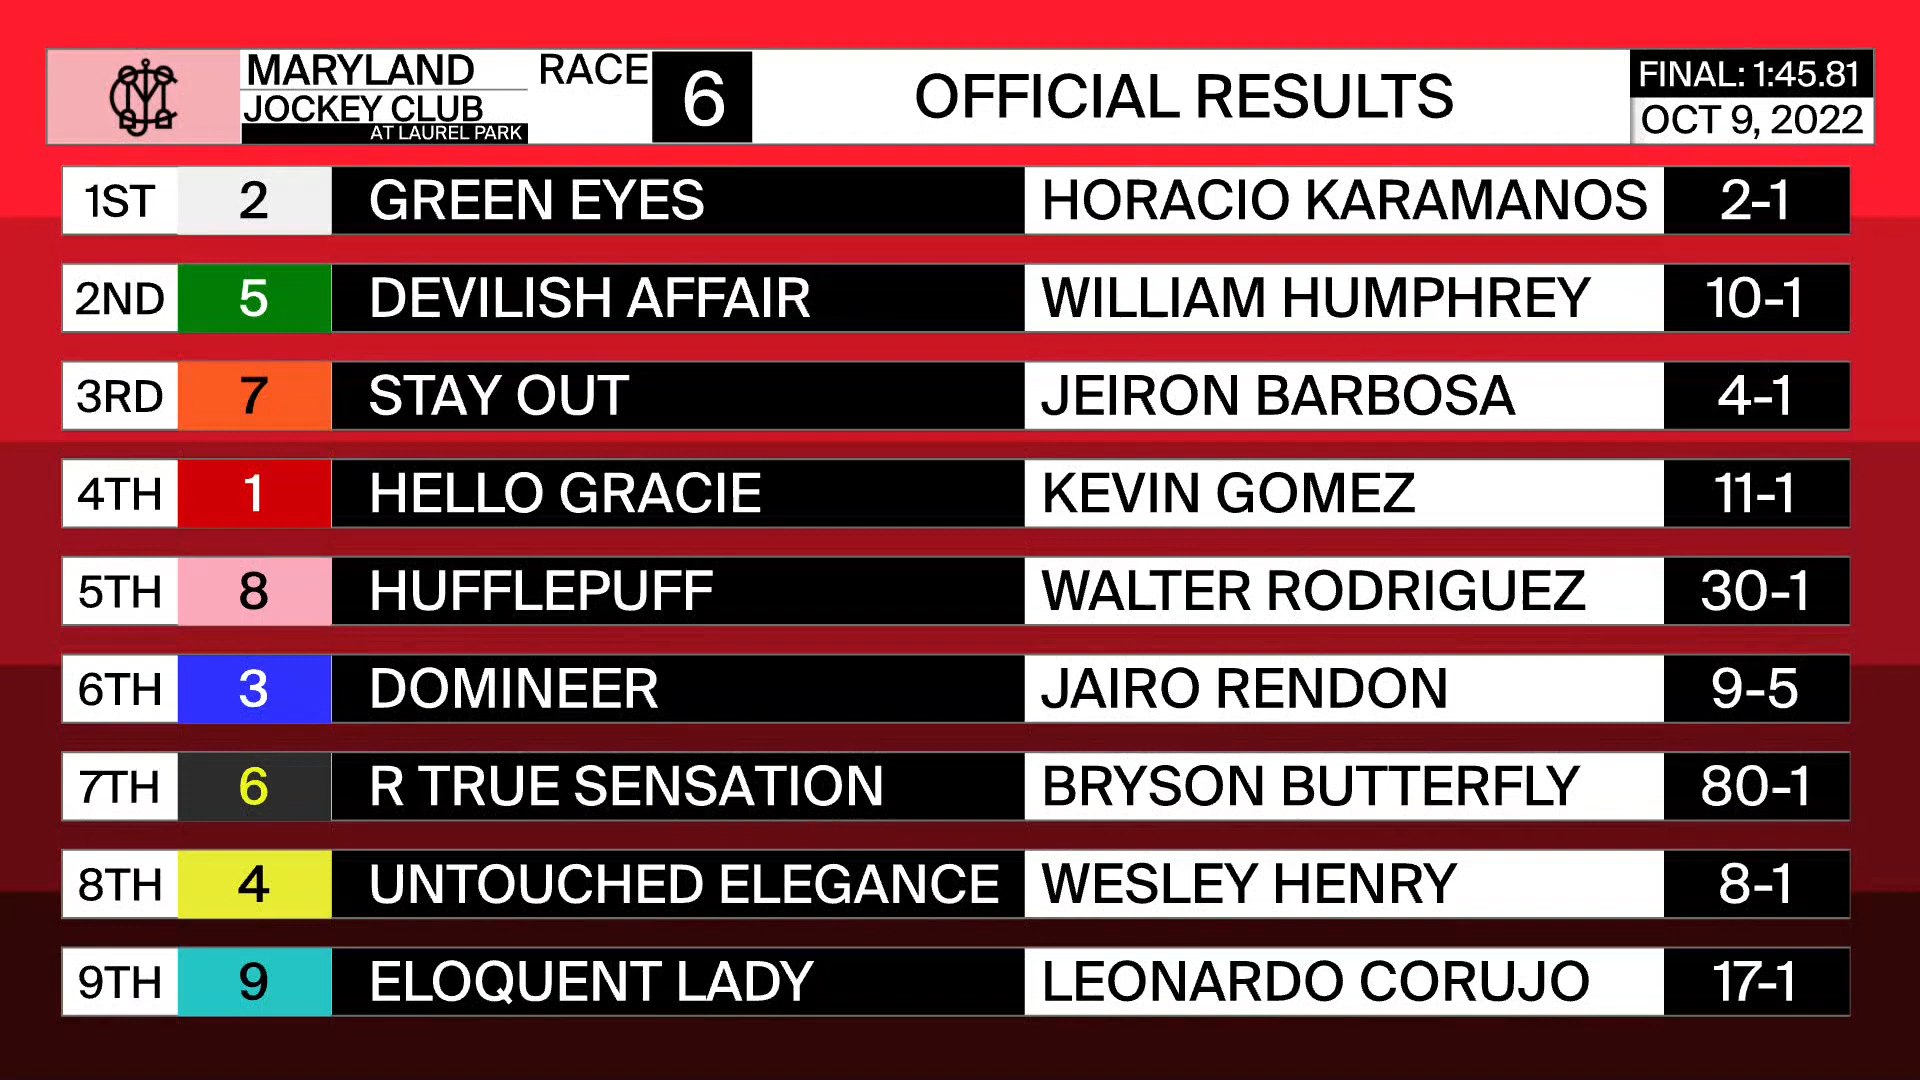 MARYLAND
JOCKEY CLUB
AT LAUREL PARK
RACE 6
OFFICIAL RESULTS
FINAL: 1:45.81
OCT 9, 2022
1ST 2 GREEN EYES HORACIO KARAMANOS 2-1
2ND 5 DEVILISH AFFAIR WILLIAM HUMPHREY 10-1
3RD 7 STAY OUT JEIRON BARBOSA 4-1
4TH 1 HELLO GRACIE KEVIN GOMEZ 11-1
5TH 8 HUFFLEPUFF WALTER RODRIGUEZ 30-1
6TH 3 DOMINEER JAIRO RENDON 9-5
7TH 6 R TRUE SENSATION BRYSON BUTTERFLY 80-1
8TH 4 UNTOUCHED ELEGANCE WESLEY HENRY 8-1
9TH 9 ELOQUENT LADY LEONARDO CORUJO 17-1